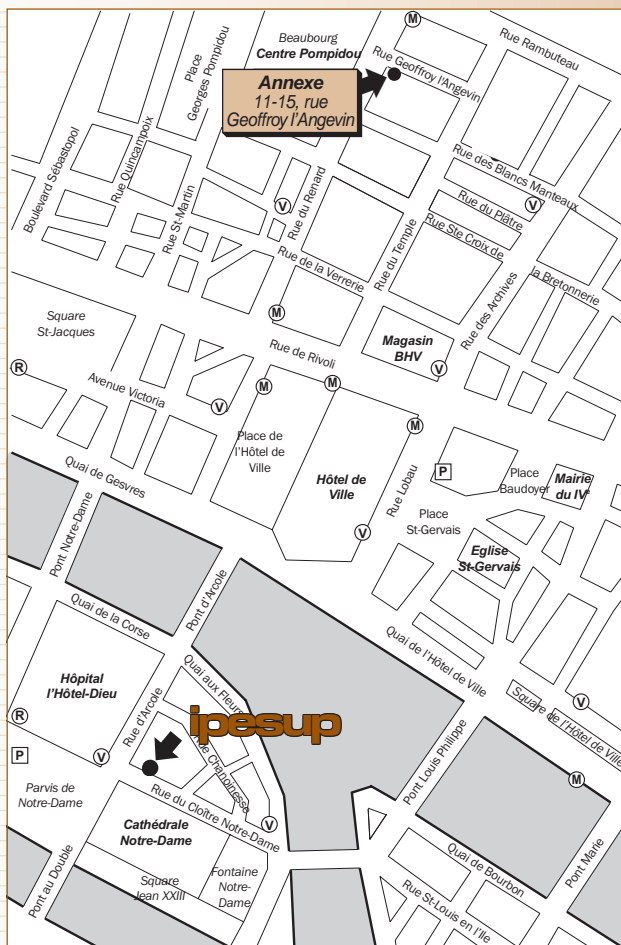 M
Beaubourg
Centre Pompidou
Rue Rambuteau
Place
Georges Pompidou
Rue Geoffroy l'Angevin
Annexe
11-15, rue
Geoffroy l'Angevin
Boulevard Sébastopol
Rue Quincampoix
Rue St-Martin
Rue du Renard
V
Rue des Blancs Manteaux
Rue du Plâtre
V
Rue Ste Croix de
la Bretonnerie
Rue de la Verrerie
Rue du Temple
Rue des Archives
Square
St-Jacques
M
Rue de Rivoli
Magasin
BHV
V
R
Avenue Victoria
V
M
M
M
Place de
l'Hôtel de
Ville
Hôtel de
Ville
Rue Lobau
P
Place
Baudoyer
Mairie
du IVe
Quai de Gesvres
Place
St-Gervais
V
Eglise
St-Gervais
Pont Notre-Dame
Pont d'Arcole
Quai de la Corse
Quai de l'Hôtel de Ville
Hôpital
l'Hôtel-Dieu
Quai aux Fleurs
Square de l'Hôtel de Ville
V
R
Rue d'Arcole
ipesup
P
V
Chanoinesse
Pont Louis Philippe
M
Parvis de
Notre-Dame
Rue du Cloître Notre-Dame
V
Cathédrale
Notre-Dame
Quai de Bourbon
Pont Marie
Pont au Double
Square
Jean XXIII
Fontaine
Notre-
Dame
Rue St-Louis en l'Ile